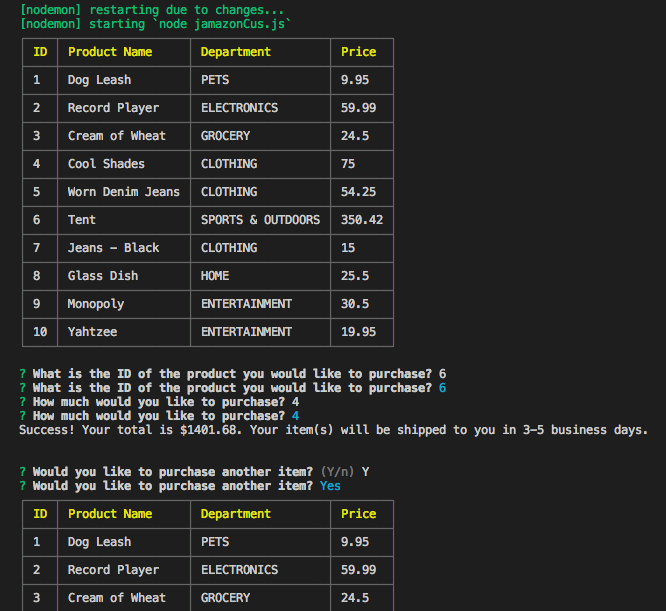 [nodemon] restarting due to changes...
[nodemon] starting `node jamazonCus.js`
ID Product Name Department Price
1 Dog Leash PETS 9.95
2 Record Player ELECTRONICS 59.99
3 Cream of Wheat GROCERY 24.5
4 Cool Shades CLOTHING 75
5 Worn Denim Jeans CLOTHING 54.25
6 Tent SPORTS & OUTDOORS 350.42
7 Jeans - Black CLOTHING 15
8 Glass Dish HOME 25.5
9 Monopoly ENTERTAINMENT 30.5
10 Yahtzee ENTERTAINMENT 19.95
? What is the ID of the product you would like to purchase? 6
? What is the ID of the product you would like to purchase? 6
? How much would you like to purchase? 4
? How much would you like to purchase? 4
Success! Your total is $1401.68. Your item(s) will be shipped to you in 3-5 business days.
? Would you like to purchase another item? (Y/n) Y
? Would you like to purchase another item? Yes
ID Product Name Department Price
1 Dog Leash PETS 9.95
2 Record Player ELECTRONICS 59.99
3 Cream of Wheat GROCERY 24.5